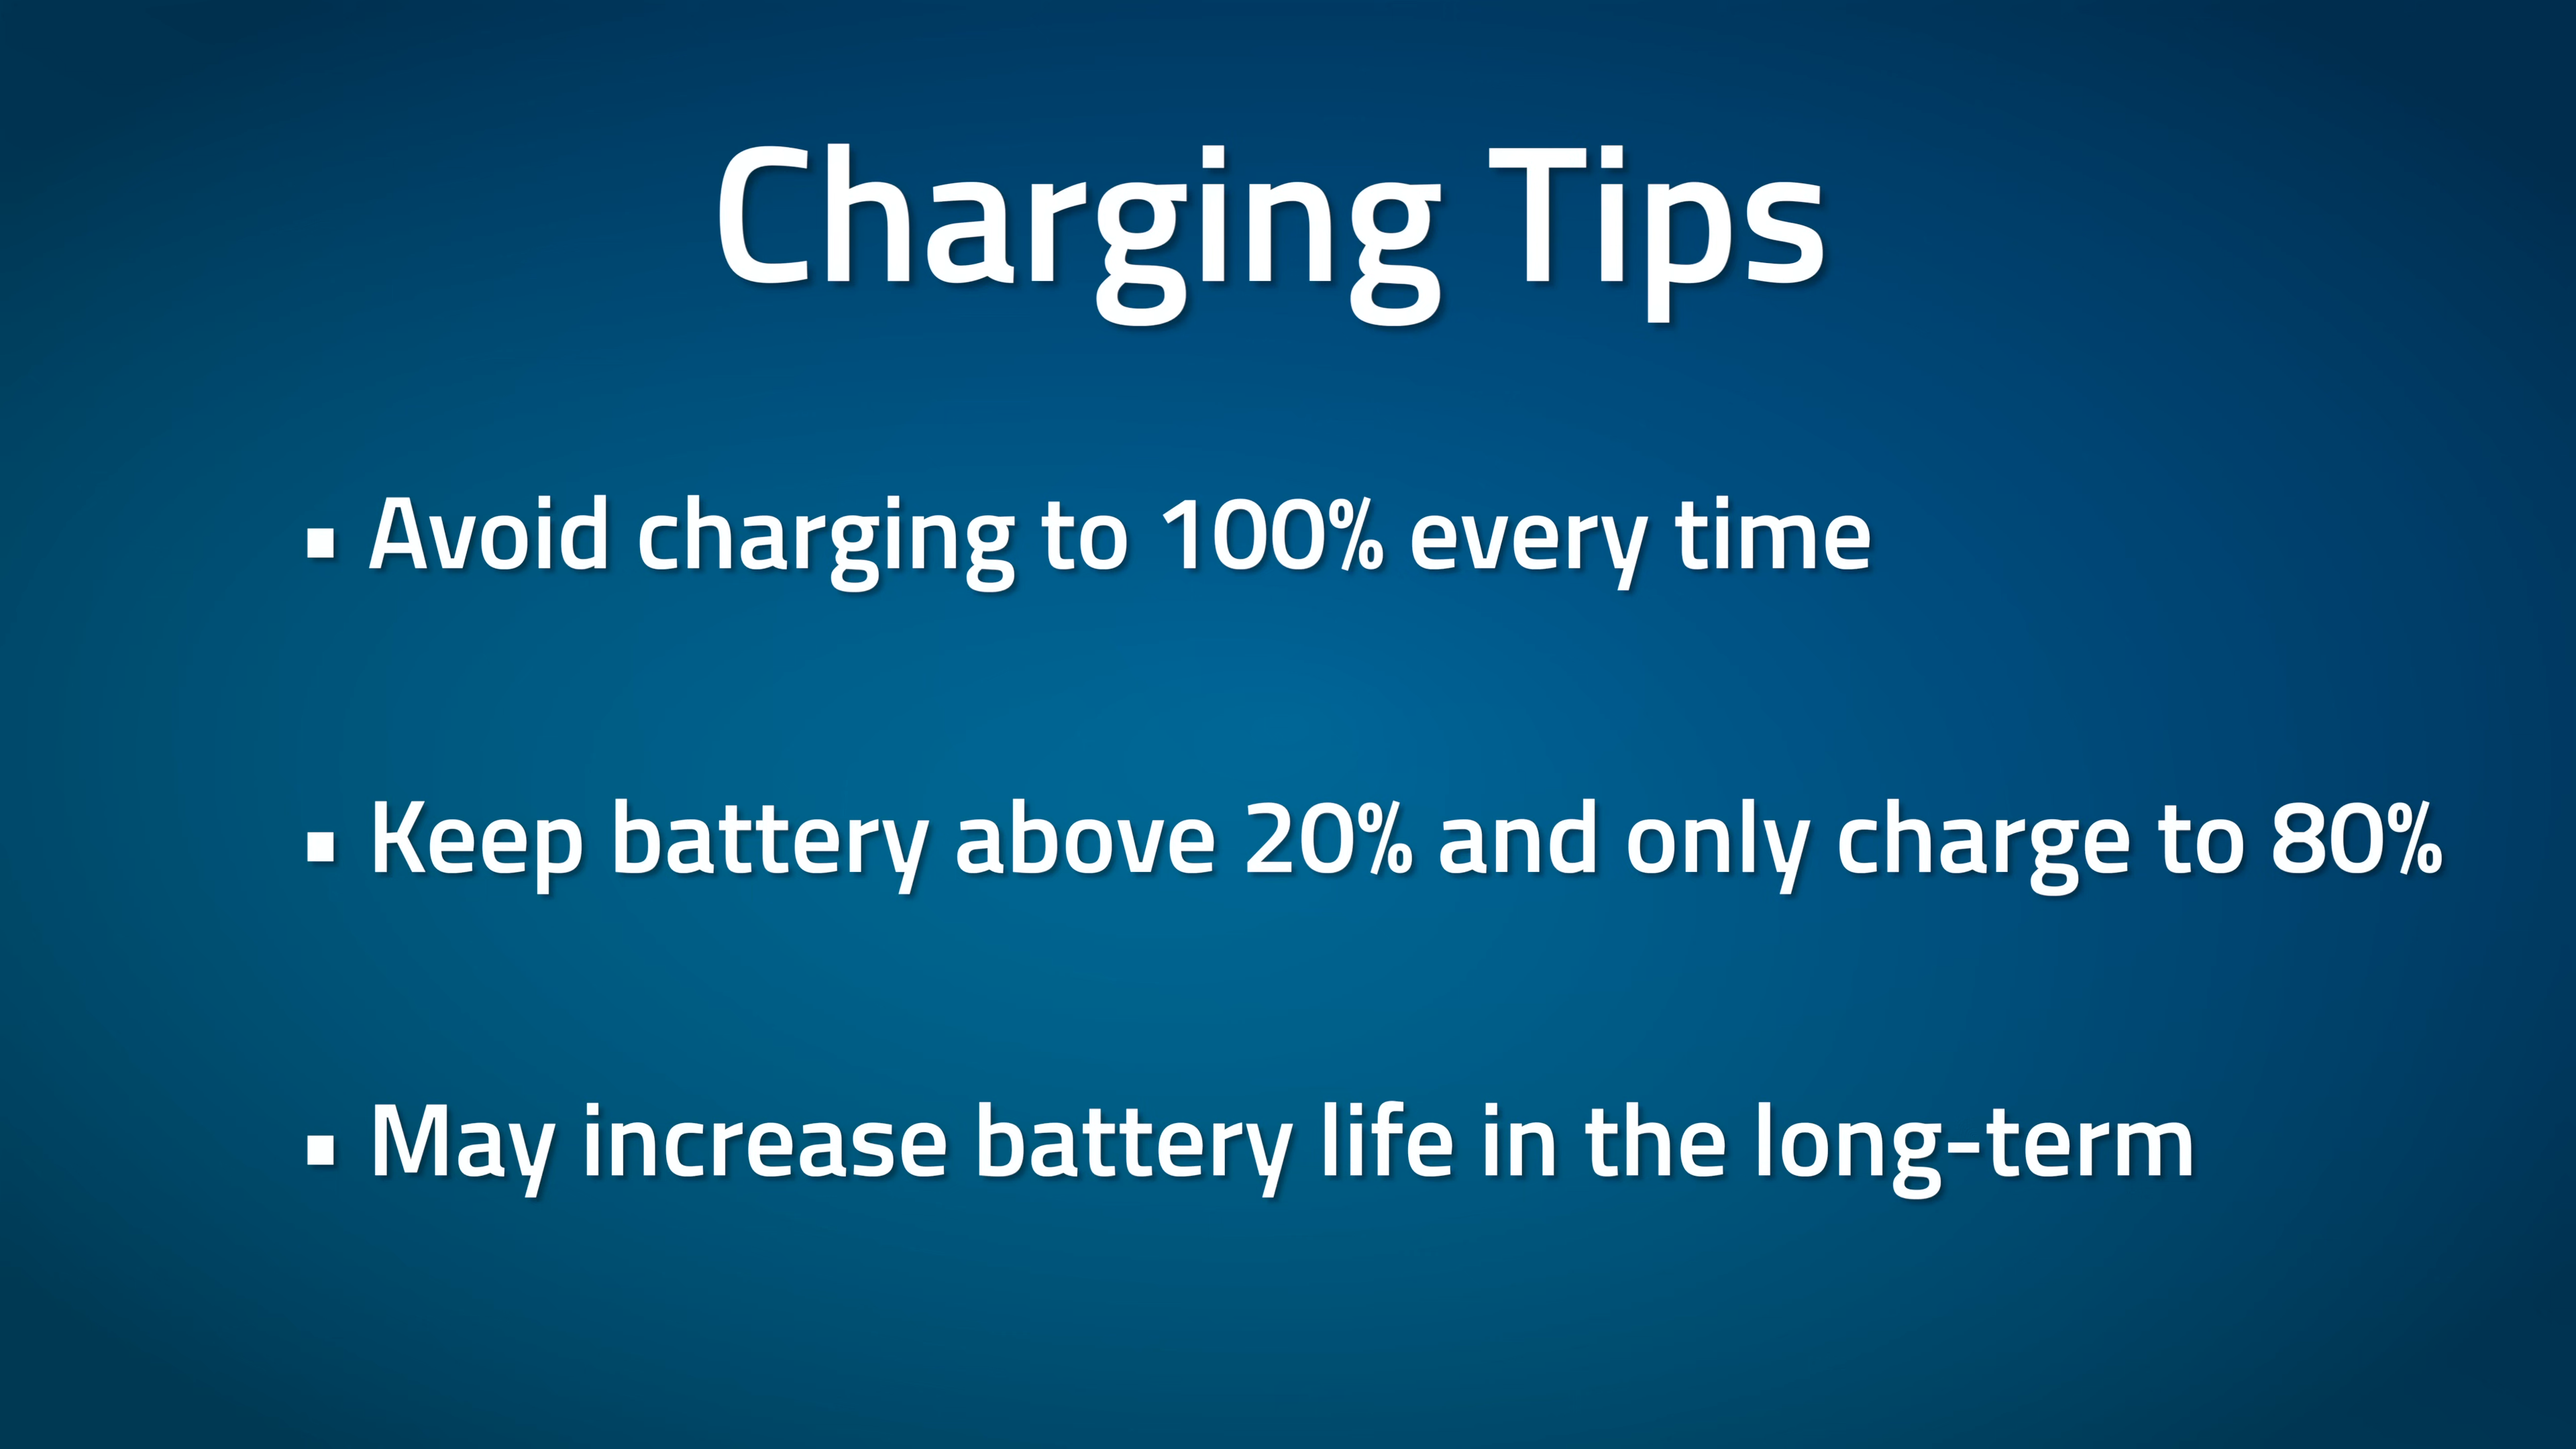 Charging Tips
▪ Avoid charging to 100% every time
▪ Keep battery above 20% and only charge to 80%
▪ May increase battery life in the long-term